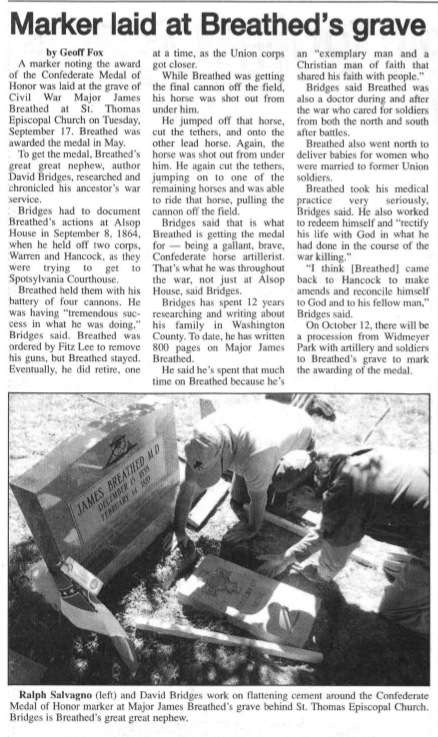 Marker laid at Breathed's grave
by Geoff Fox
A marker noting the award
of the Confederate Medal of
Honor was laid at the grave of
Civil War Major James
Breathed at St. Thomas
Episcopal Church on Tuesday,
September 17. Breathed was
awarded the medal in May.
To get the medal, Breathed's
great great nephew, author
David Bridges, researched and
chronicled his ancestor's war
service.
Bridges had to document
Breathed's actions at Alsop
House in September 8, 1864,
when he held off two corps,
Warren and Hancock, as they
were trying to get to
Spotsylvania Courthouse.
Breathed held them with his
battery of four cannons. He
was having "tremendous suc-
cess in what he was doing,"
Bridges said. Breathed was
ordered by Fitz Lee to remove
his guns, but Breathed stayed.
Eventually, he did retire, one
at a time, as the Union corps
got closer.
While Breathed was getting
the final cannon off the field,
his horse was shot out from
under him.
He jumped off that horse,
cut the tethers, and onto the
other lead horse. Again, the
horse was shot out from under
him. He again cut the tethers,
jumping on to one of the
remaining horses and was able
to ride that horse, pulling the
cannon off the field.
Bridges said that is what
Breathed is getting the medal
for — being a gallant, brave,
Confederate horse artillerist.
That's what he was throughout
the war, not just at Alsop
House, said Bridges.
Bridges has spent 12 years
researching and writing about
his family in Washington
County. To date, he has written
800 pages on Major James
Breathed.
He said he's spent that much
time on Breathed because he's
an "exemplary man and a
Christian man of faith that
shared his faith with people."
Bridges said Breathed was
also a doctor during and after
the war who cared for soldiers
from both the north and south
after battles.
Breathed also went north to
deliver babies for women who
were married to former Union
soldiers.
Breathed took his medical
practice very seriously,
Bridges said. He also worked
to redeem himself and "rectify
his life with God in what he
had done in the course of the
war killing."
"I think [Breathed] came
back to Hancock to make
amends and reconcile himself
to God and to his fellow man,"
Bridges said.
On October 12, there will be
a procession from Widmeyer
Park with artillery and soldiers
to Breathed's grave to mark
the awarding of the medal.
JAMES BREATHED M.D
DECEMBER 15, 1838
FEBRUARY 14, 1870
Ralph Salvagno (left) and David Bridges work on flattening cement around the Confederate
Medal of Honor marker at Major James Breathed's grave behind St. Thomas Episcopal Church.
Bridges is Breathed's great great nephew.